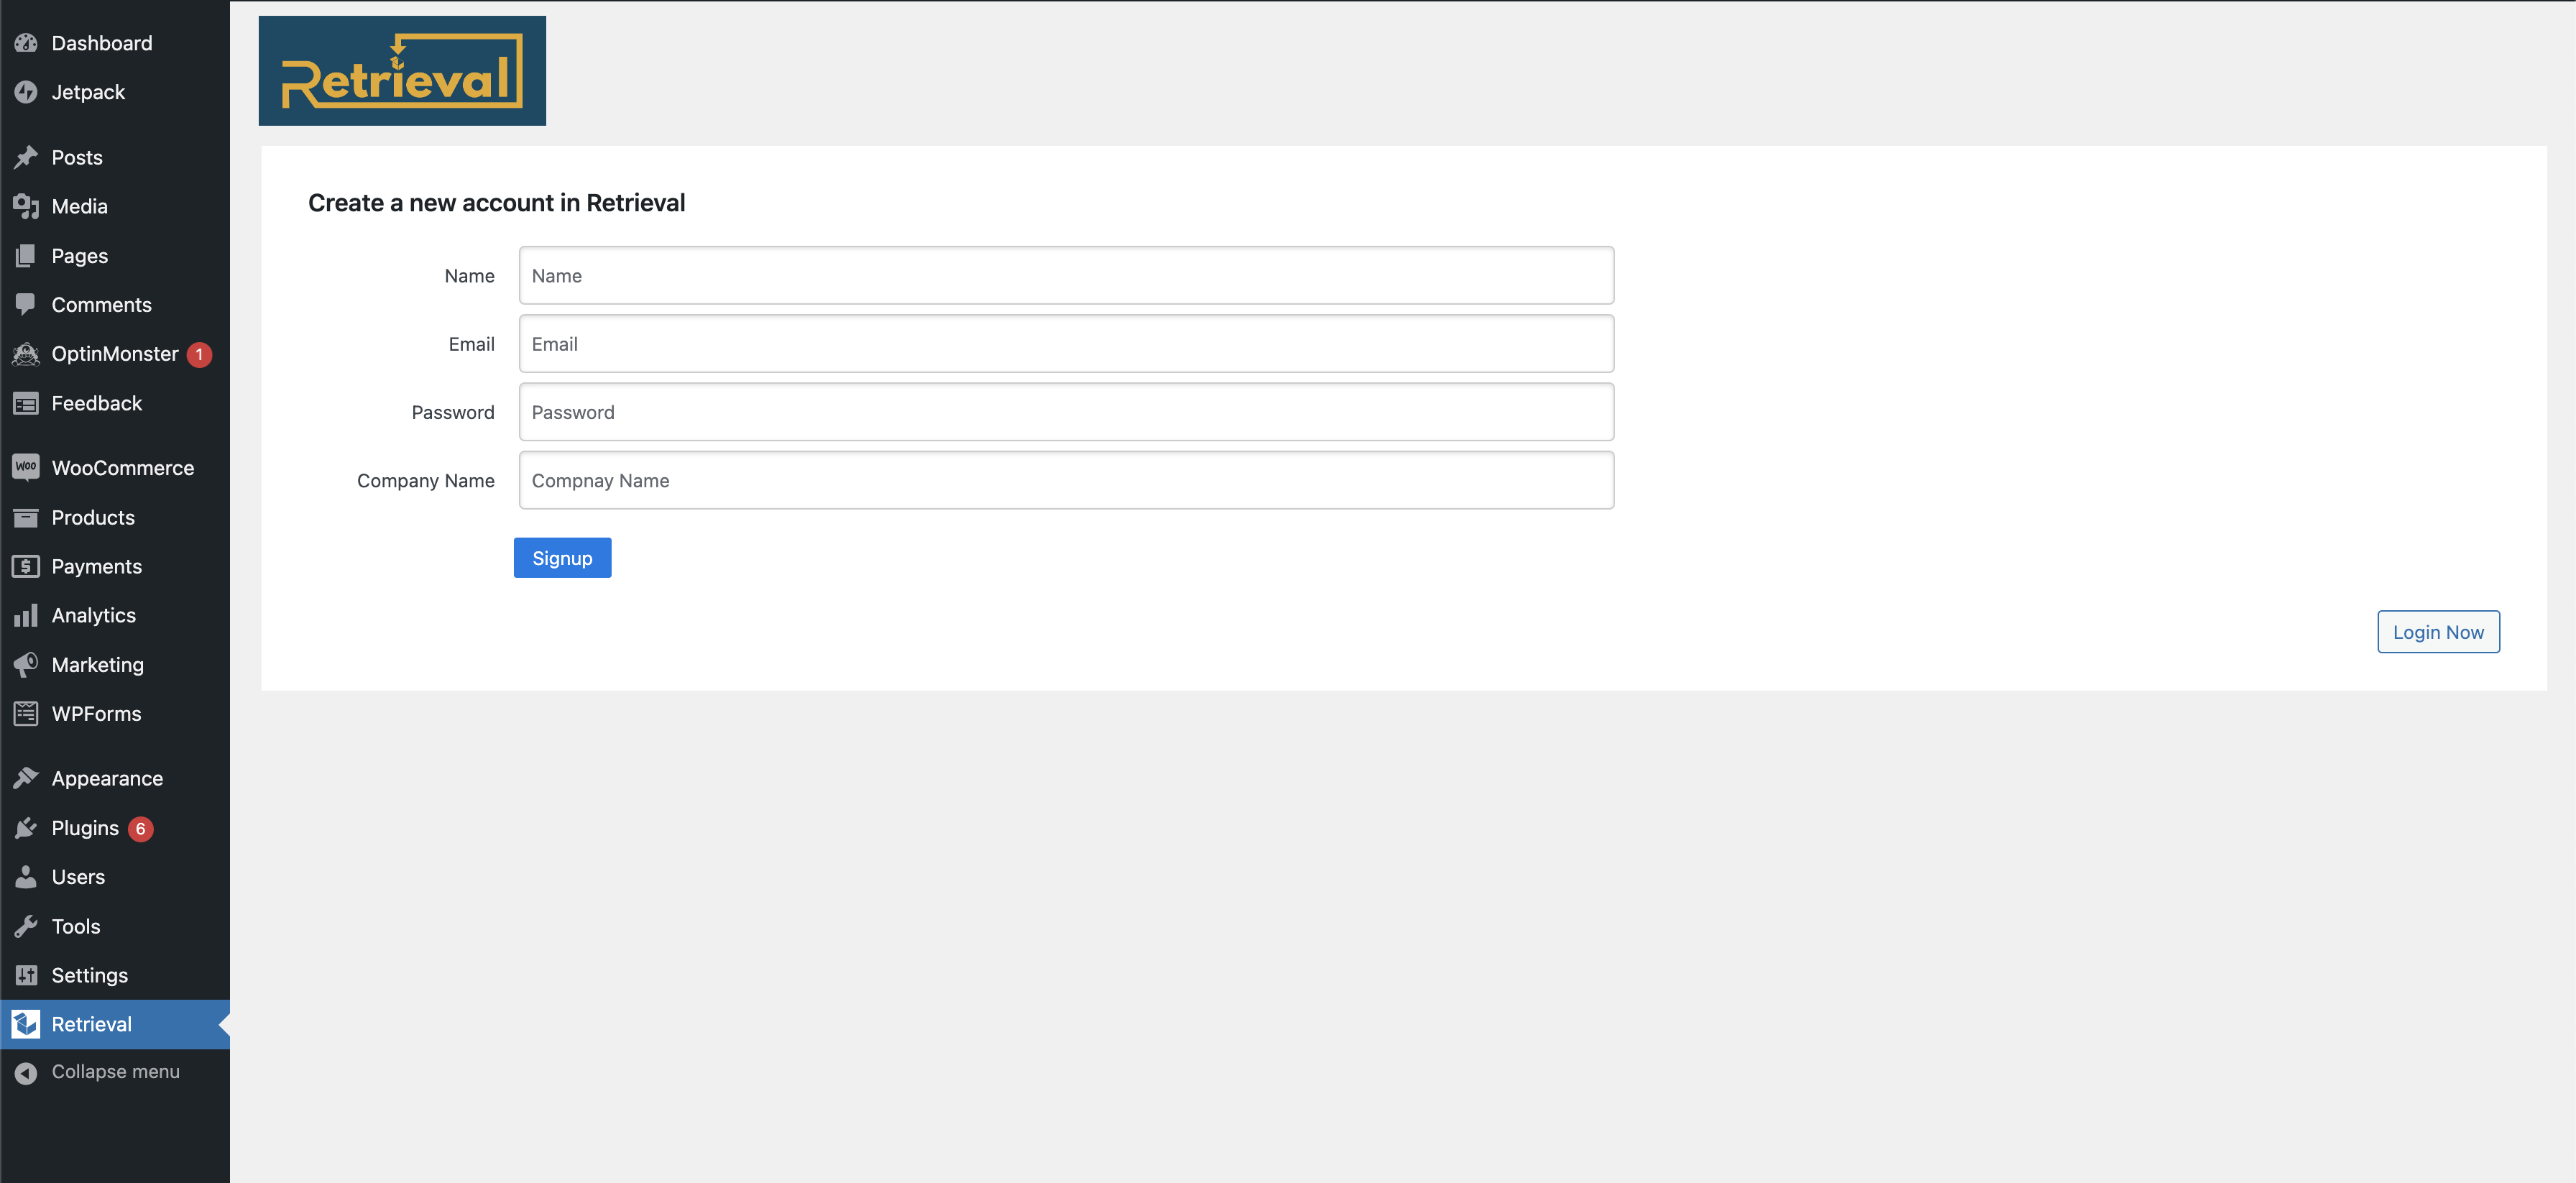 Dashboard
Jetpack
Posts
Media
Pages
Comments
OptinMonster 1
Feedback
Woo WooCommerce
Products
Payments
Analytics
Marketing
WPForms
Appearance
Plugins 6
Users
Tools
Settings
Retrieval
Collapse menu
Retrieval
Create a new account in Retrieval
Name Name
Email Email
Password Password
Company Name Compnay Name
Signup
Login Now